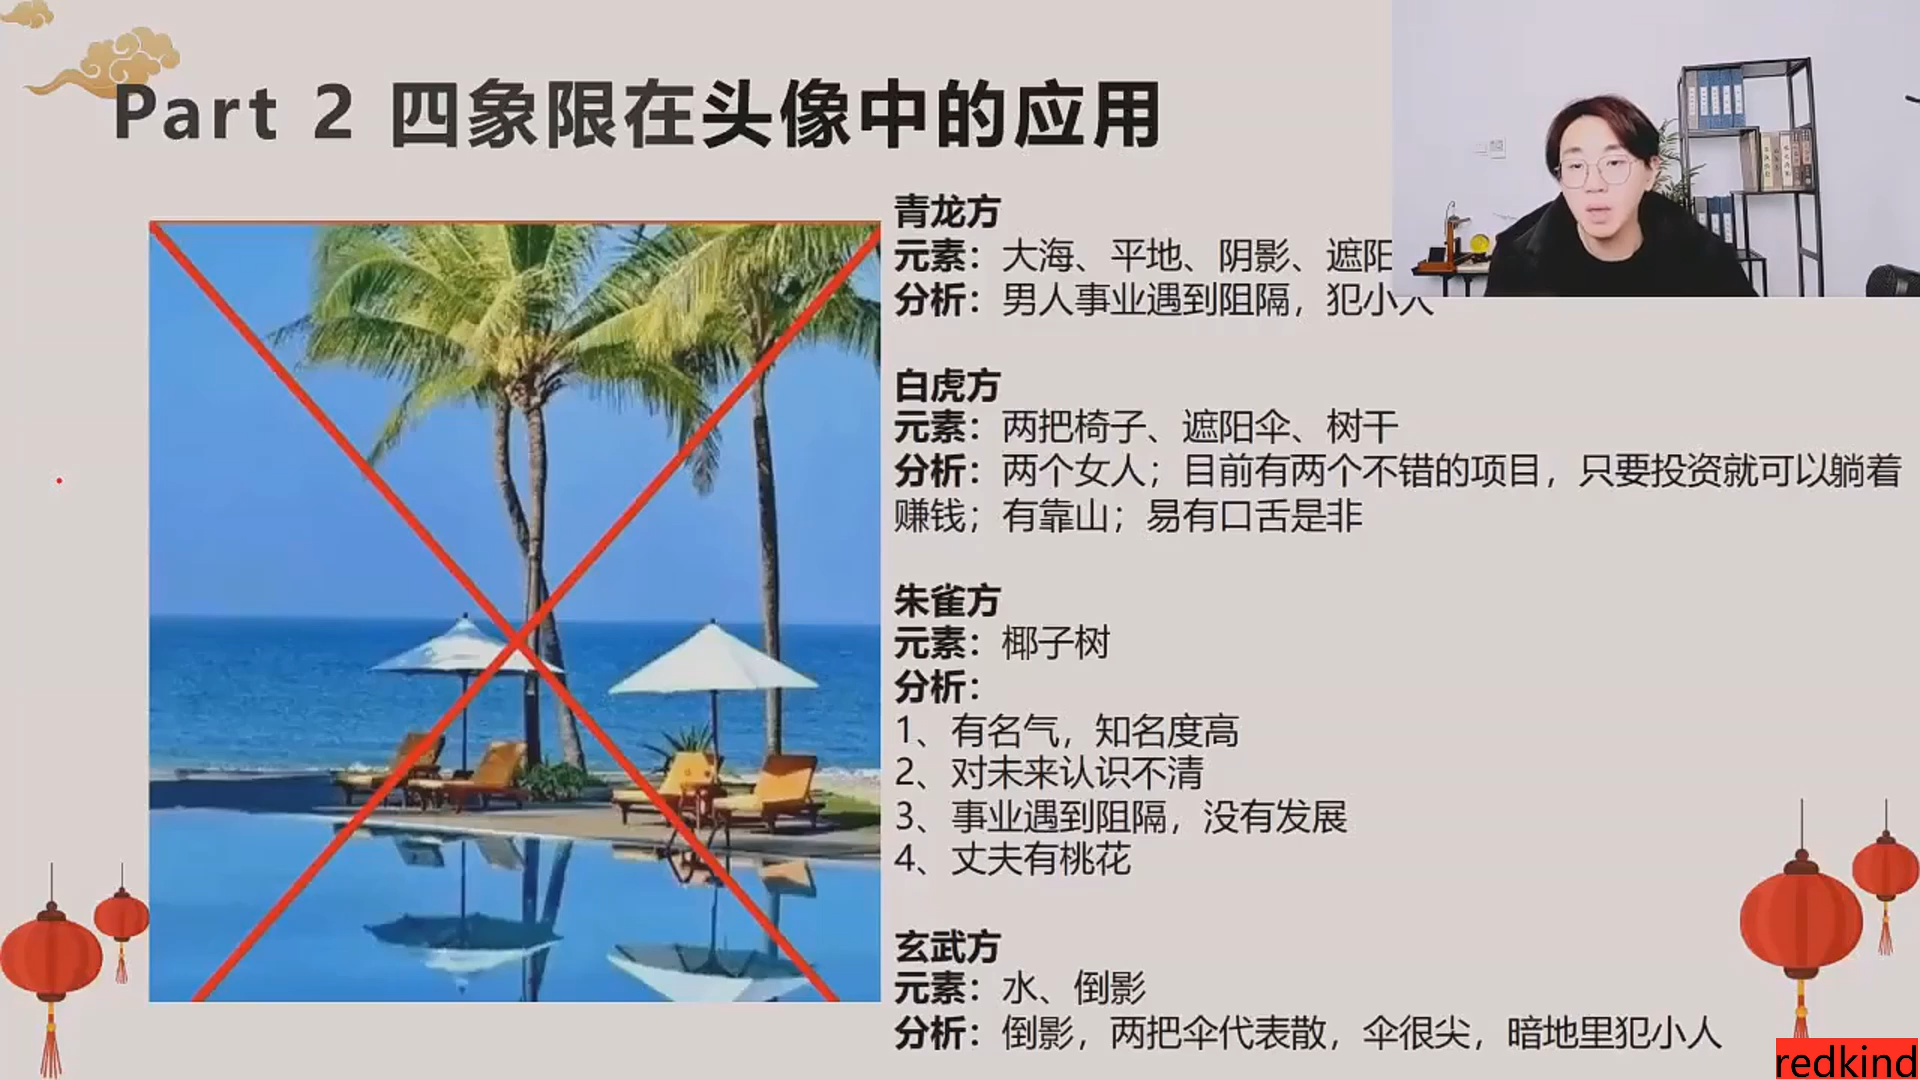 Part 2 四象限在头像中的应用
青龙方
元素：大海、平地、阴影、遮阳
分析：男人事业遇到阻隔，犯小人
白虎方
元素：两把椅子、遮阳伞、树干
分析：两个女人；目前有两个不错的项目，只要投资就可以躺着
赚钱；有靠山；易有口舌是非
朱雀方
元素：椰子树
分析：
1、有名气，知名度高
2、对未来认识不清
3、事业遇到阻隔，没有发展
4、丈夫有桃花
玄武方
元素：水、倒影
分析：倒影，两把伞代表散，伞很尖，暗地里犯小人
redkind